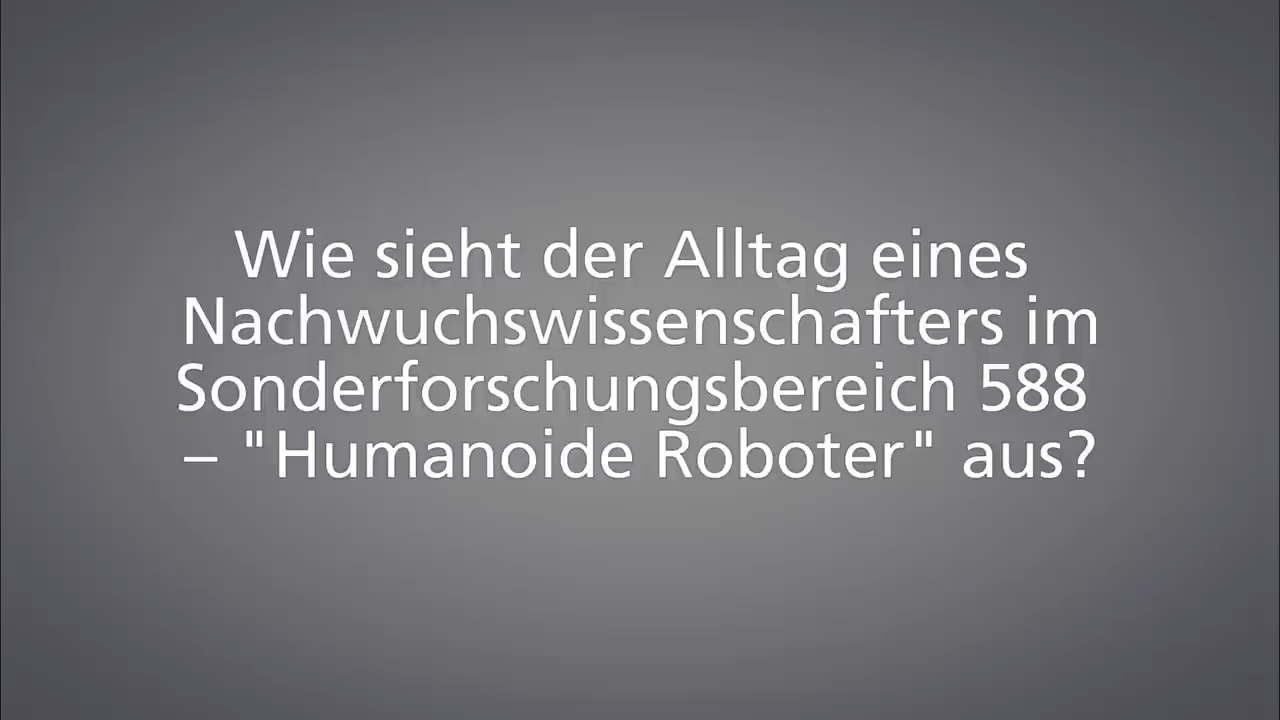 Wie sieht der Alltag eines
Nachwuchswissenschafters im
Sonderforschungsbereich 588
– "Humanoide Roboter" aus?